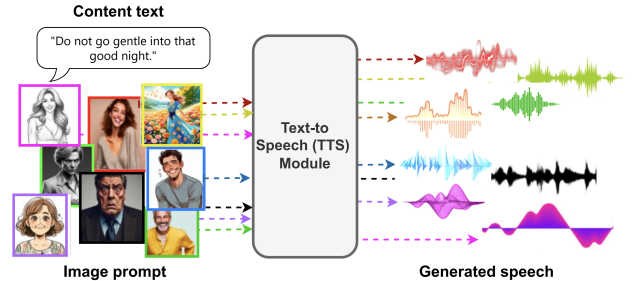 Content text
"Do not go gentle into that
good night."
Text-to
Speech (TTS)
Module
Image prompt
Generated speech